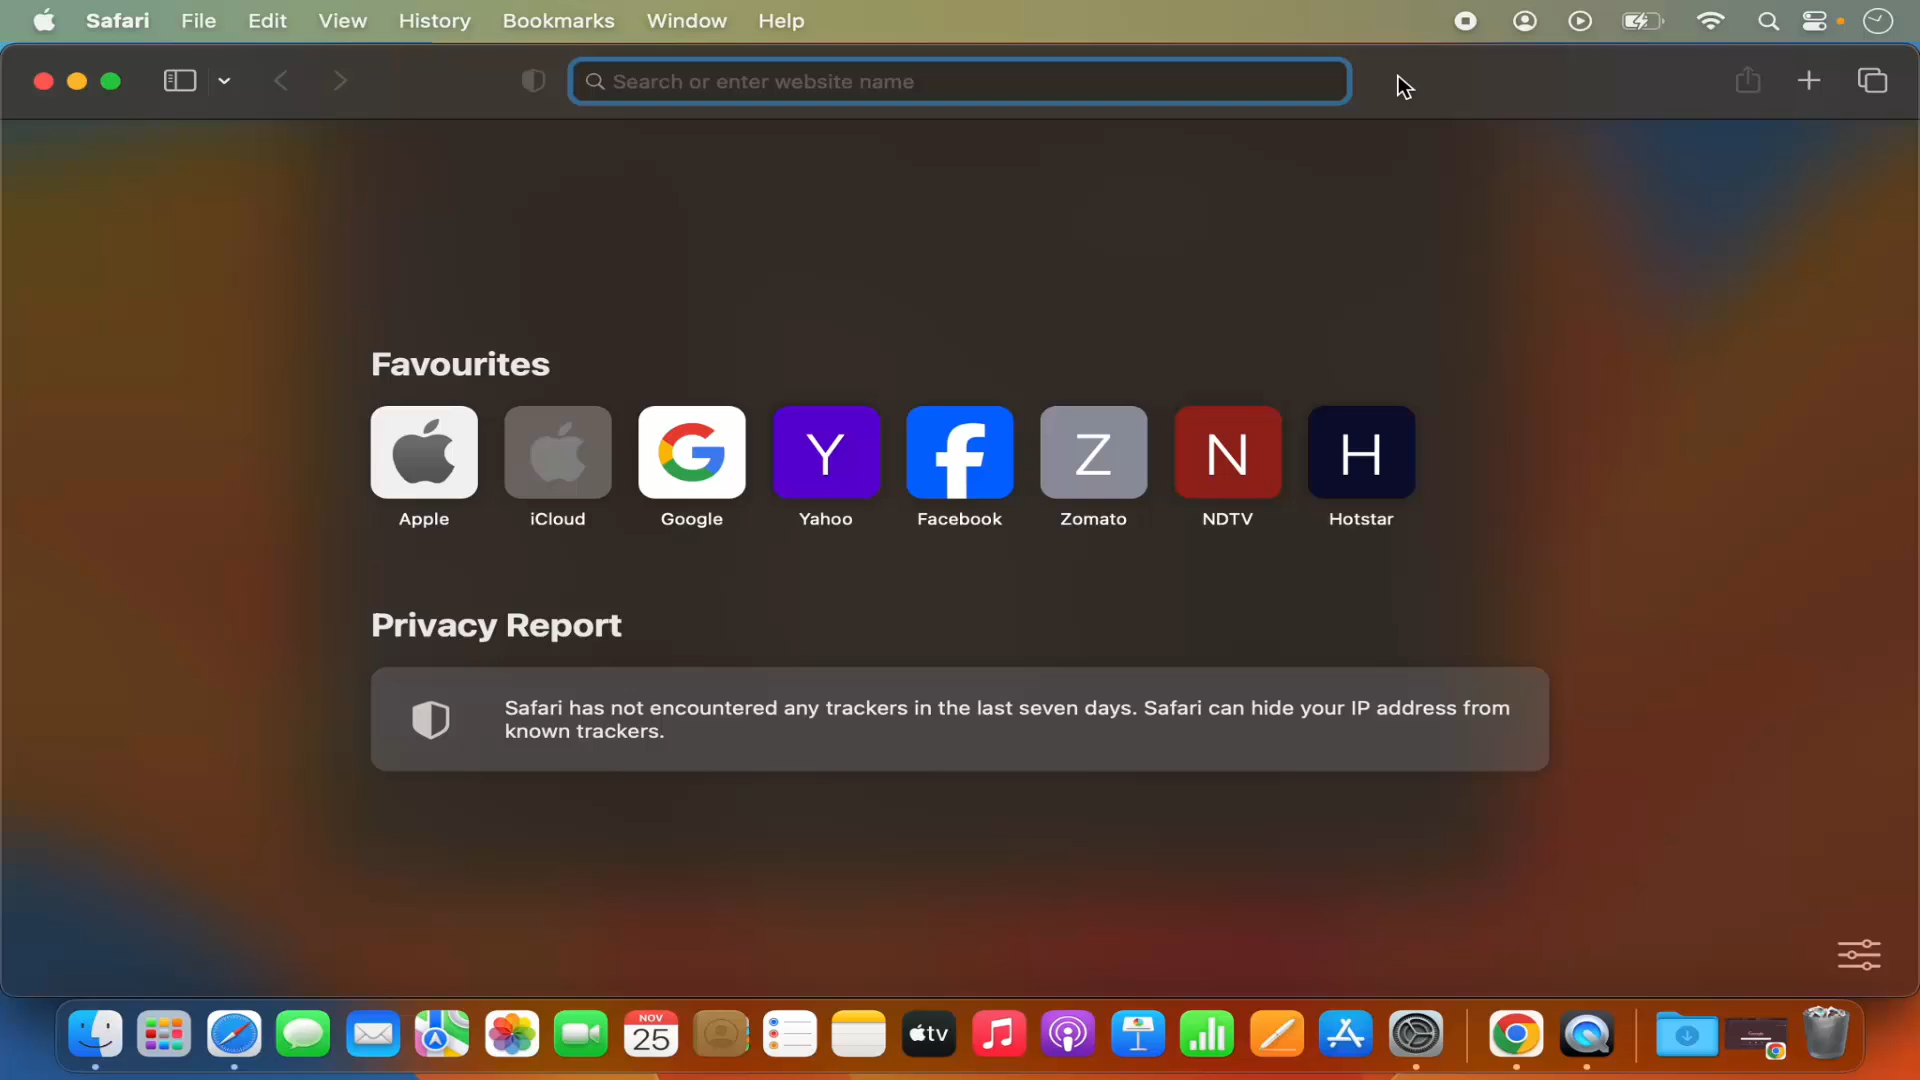 Safari File Edit View History Bookmarks Window Help
Search or enter website name
Favourites
Y Z N H
Apple iCloud Google Yahoo Facebook Zomato NDTV Hotstar
Privacy Report
Safari has not encountered any trackers in the last seven days. Safari can hide your IP address from
known trackers.
NOV
25
tv